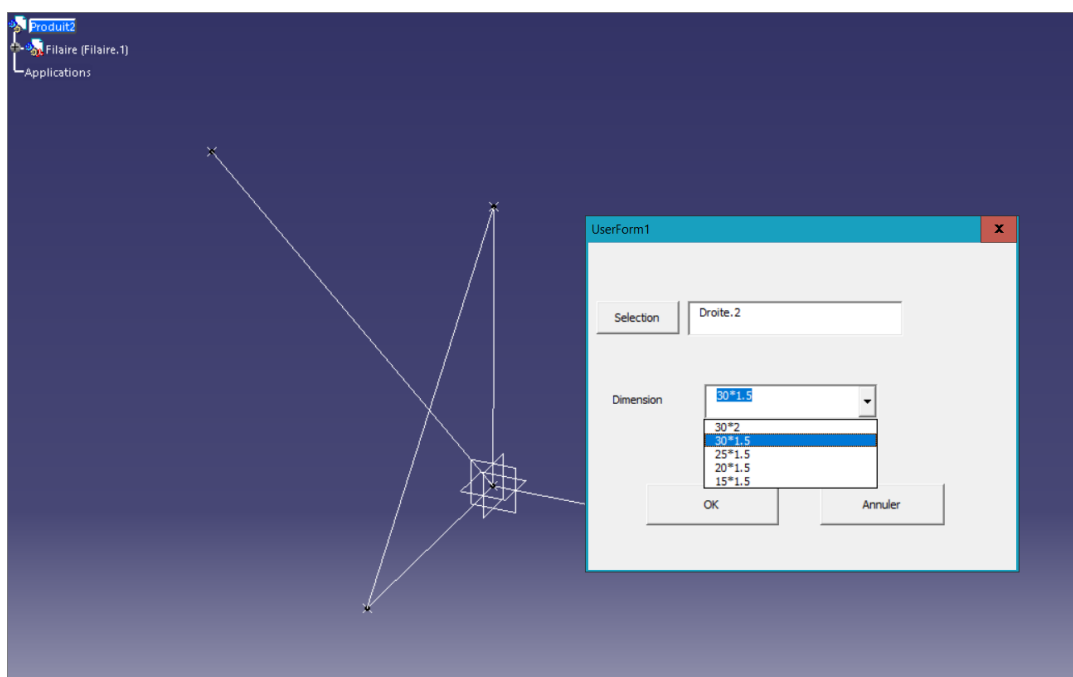 Produit2
Filaire (Filaire.1)
Applications
UserForm1
x
Selection
Droite.2
Dimension
30*1.5
30*2
30*1.5
25*1.5
20*1.5
15*1.5
OK
Annuler